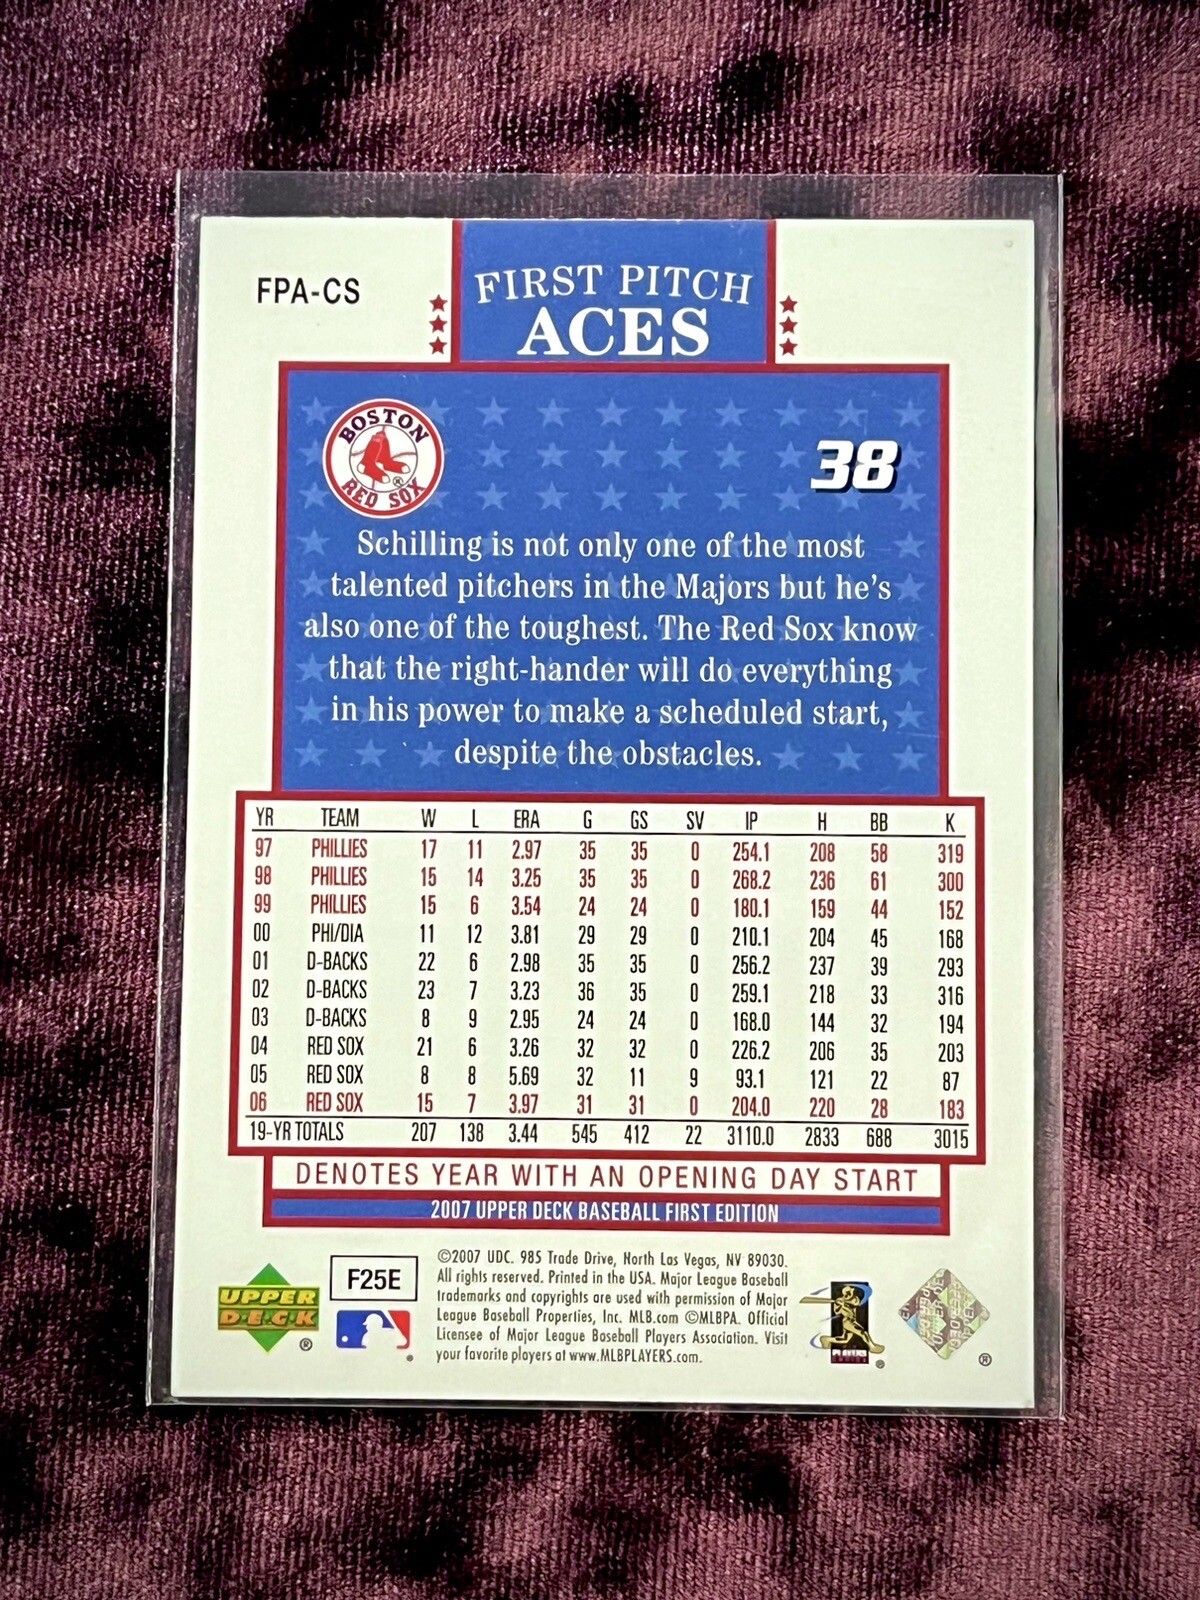 FPA-CS
FIRST PITCH
ACES
BOSTON
RED SOX
®
38
Schilling is not only one of the most
talented pitchers in the Majors but he's
also one of the toughest. The Red Sox know
that the right-hander will do everything
in his power to make a scheduled start,
despite the obstacles.
YR TEAM W L ERA G GS SV IP H BB K
97 PHILLIES 17 11 2.97 35 35 0 254.1 208 58 319
98 PHILLIES 15 14 3.25 35 35 0 268.2 236 61 300
99 PHILLIES 15 6 3.54 24 24 0 180.1 159 44 152
00 PHI/DIA 11 12 3.81 29 29 0 210.1 204 45 168
01 D-BACKS 22 6 2.98 35 35 0 256.2 237 39 293
02 D-BACKS 23 7 3.23 36 35 0 259.1 218 33 316
03 D-BACKS 8 9 2.95 24 24 0 168.0 144 32 194
04 RED SOX 21 6 3.26 32 32 0 226.2 206 35 203
05 RED SOX 8 8 5.69 32 11 9 93.1 121 22 87
06 RED SOX 15 7 3.97 31 31 0 204.0 220 28 183
19-YR TOTALS 207 138 3.44 545 412 22 3110.0 2833 688 3015
DENOTES YEAR WITH AN OPENING DAY START
2007 UPPER DECK BASEBALL FIRST EDITION
UPPER
DECK
®
F25E
©2007 UDC. 985 Trade Drive, North Las Vegas, NV 89030.
All rights reserved. Printed in the USA. Major League Baseball
trademarks and copyrights are used with permission of Major
League Baseball Properties, Inc. MLB.com ©MLBPA. Official
Licensee of Major League Baseball Players Association. Visit
your favorite players at www.MLBPLAYERS.com.
PLAYERS
CHOICE
®
®